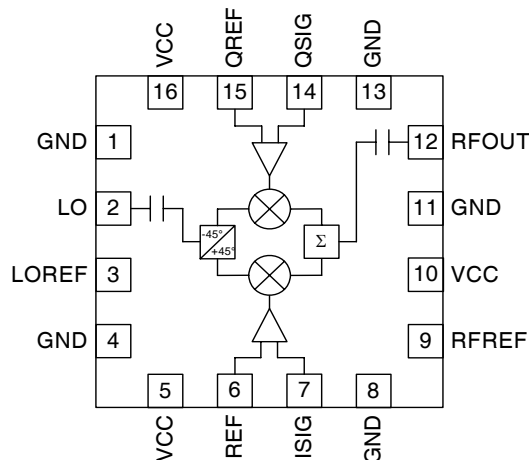 VCC QREF QSIG GND
16 15 14 13
GND 1 12 RFOUT
LO 2 11 GND
-45°
+45°
Σ
LOREF 3 10 VCC
GND 4 9 RFREF
5 6 7 8
VCC REF ISIG GND